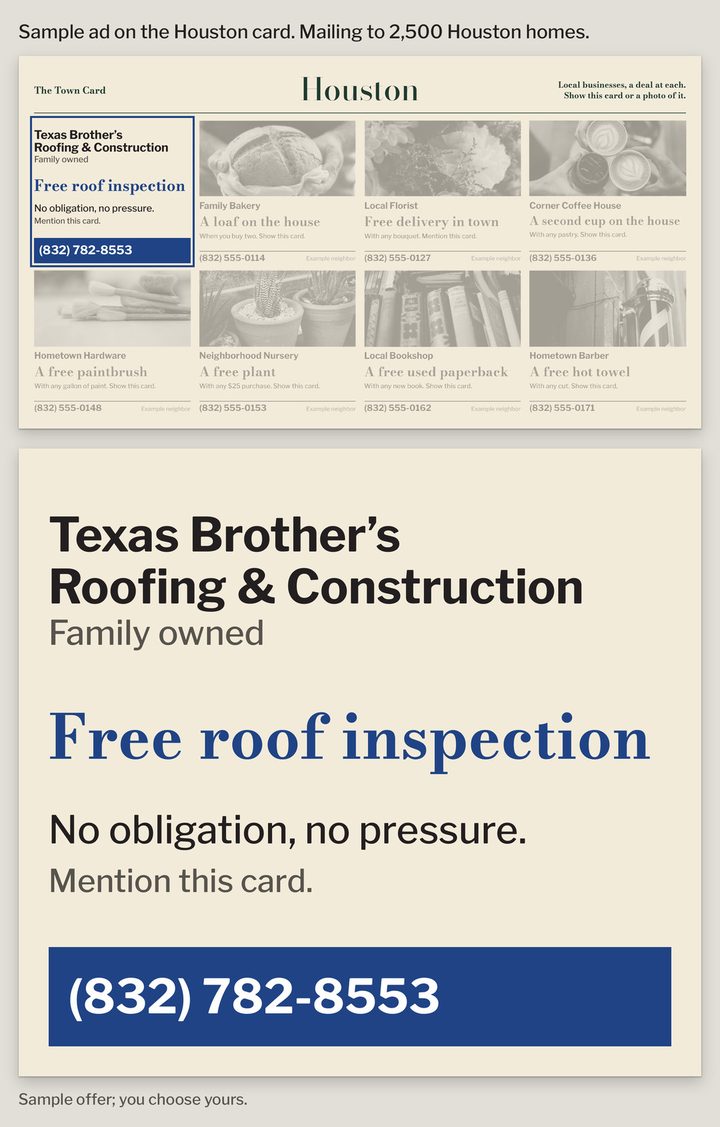 Sample ad on the Houston card. Mailing to 2,500 Houston homes.
The Town Card
Houston
Local businesses, a deal at each.
Show this card or a photo of it.
Texas Brother’s
Roofing & Construction
Family owned
Free roof inspection
No obligation, no pressure.
Mention this card.
(832) 782-8553
Family Bakery
A loaf on the house
When you buy two. Show this card.
(832) 555-0114
Example neighbor
Local Florist
Free delivery in town
With any bouquet. Mention this card.
(832) 555-0127
Example neighbor
Corner Coffee House
A second cup on the house
With any pastry. Show this card.
(832) 555-0136
Example neighbor
Hometown Hardware
A free paintbrush
With any gallon of paint. Show this card.
(832) 555-0148
Example neighbor
Neighborhood Nursery
A free plant
With any $25 purchase. Show this card.
(832) 555-0153
Example neighbor
Local Bookshop
A free used paperback
With any new book. Show this card.
(832) 555-0162
Example neighbor
Hometown Barber
A free hot towel
With any cut. Show this card.
(832) 555-0171
Example neighbor
Texas Brother’s
Roofing & Construction
Family owned
Free roof inspection
No obligation, no pressure.
Mention this card.
(832) 782-8553
Sample offer; you choose yours.